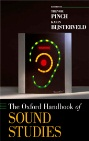 EDITED BY
TREVOR
PINCH
KARIN
BIJSTERVELD
The Oxford Handbook of
SOUND
STUDIES